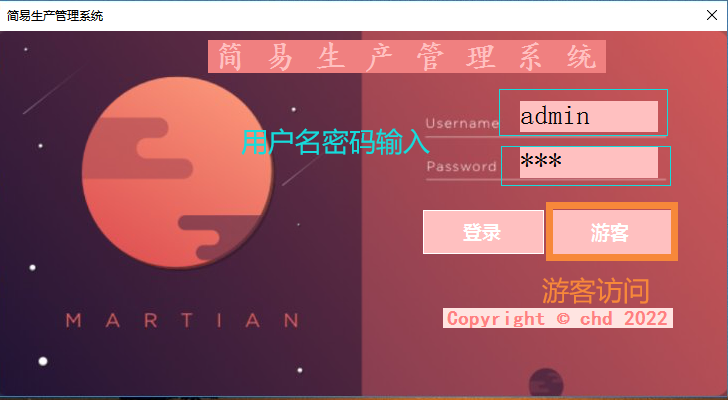 简易生产管理系统
简易生产管理系统
Username
admin
用户名密码输入
Password
***
登录
游客
游客访问
MARTIAN
Copyright © chd 2022